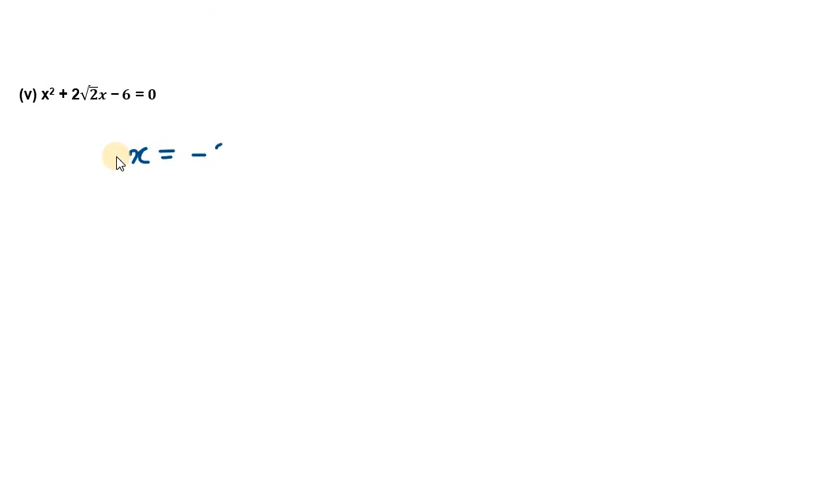 (v) x² + 2√2x − 6 = 0
x = −